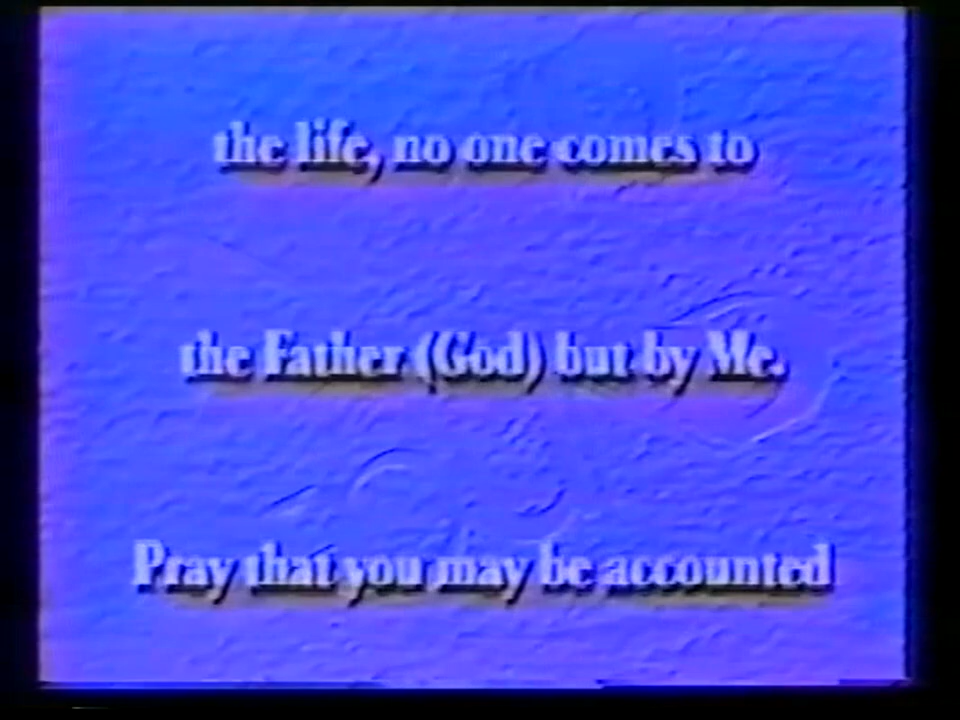 the life, no one comes to
the Father (God) but by Me.
Pray that you may be accounted